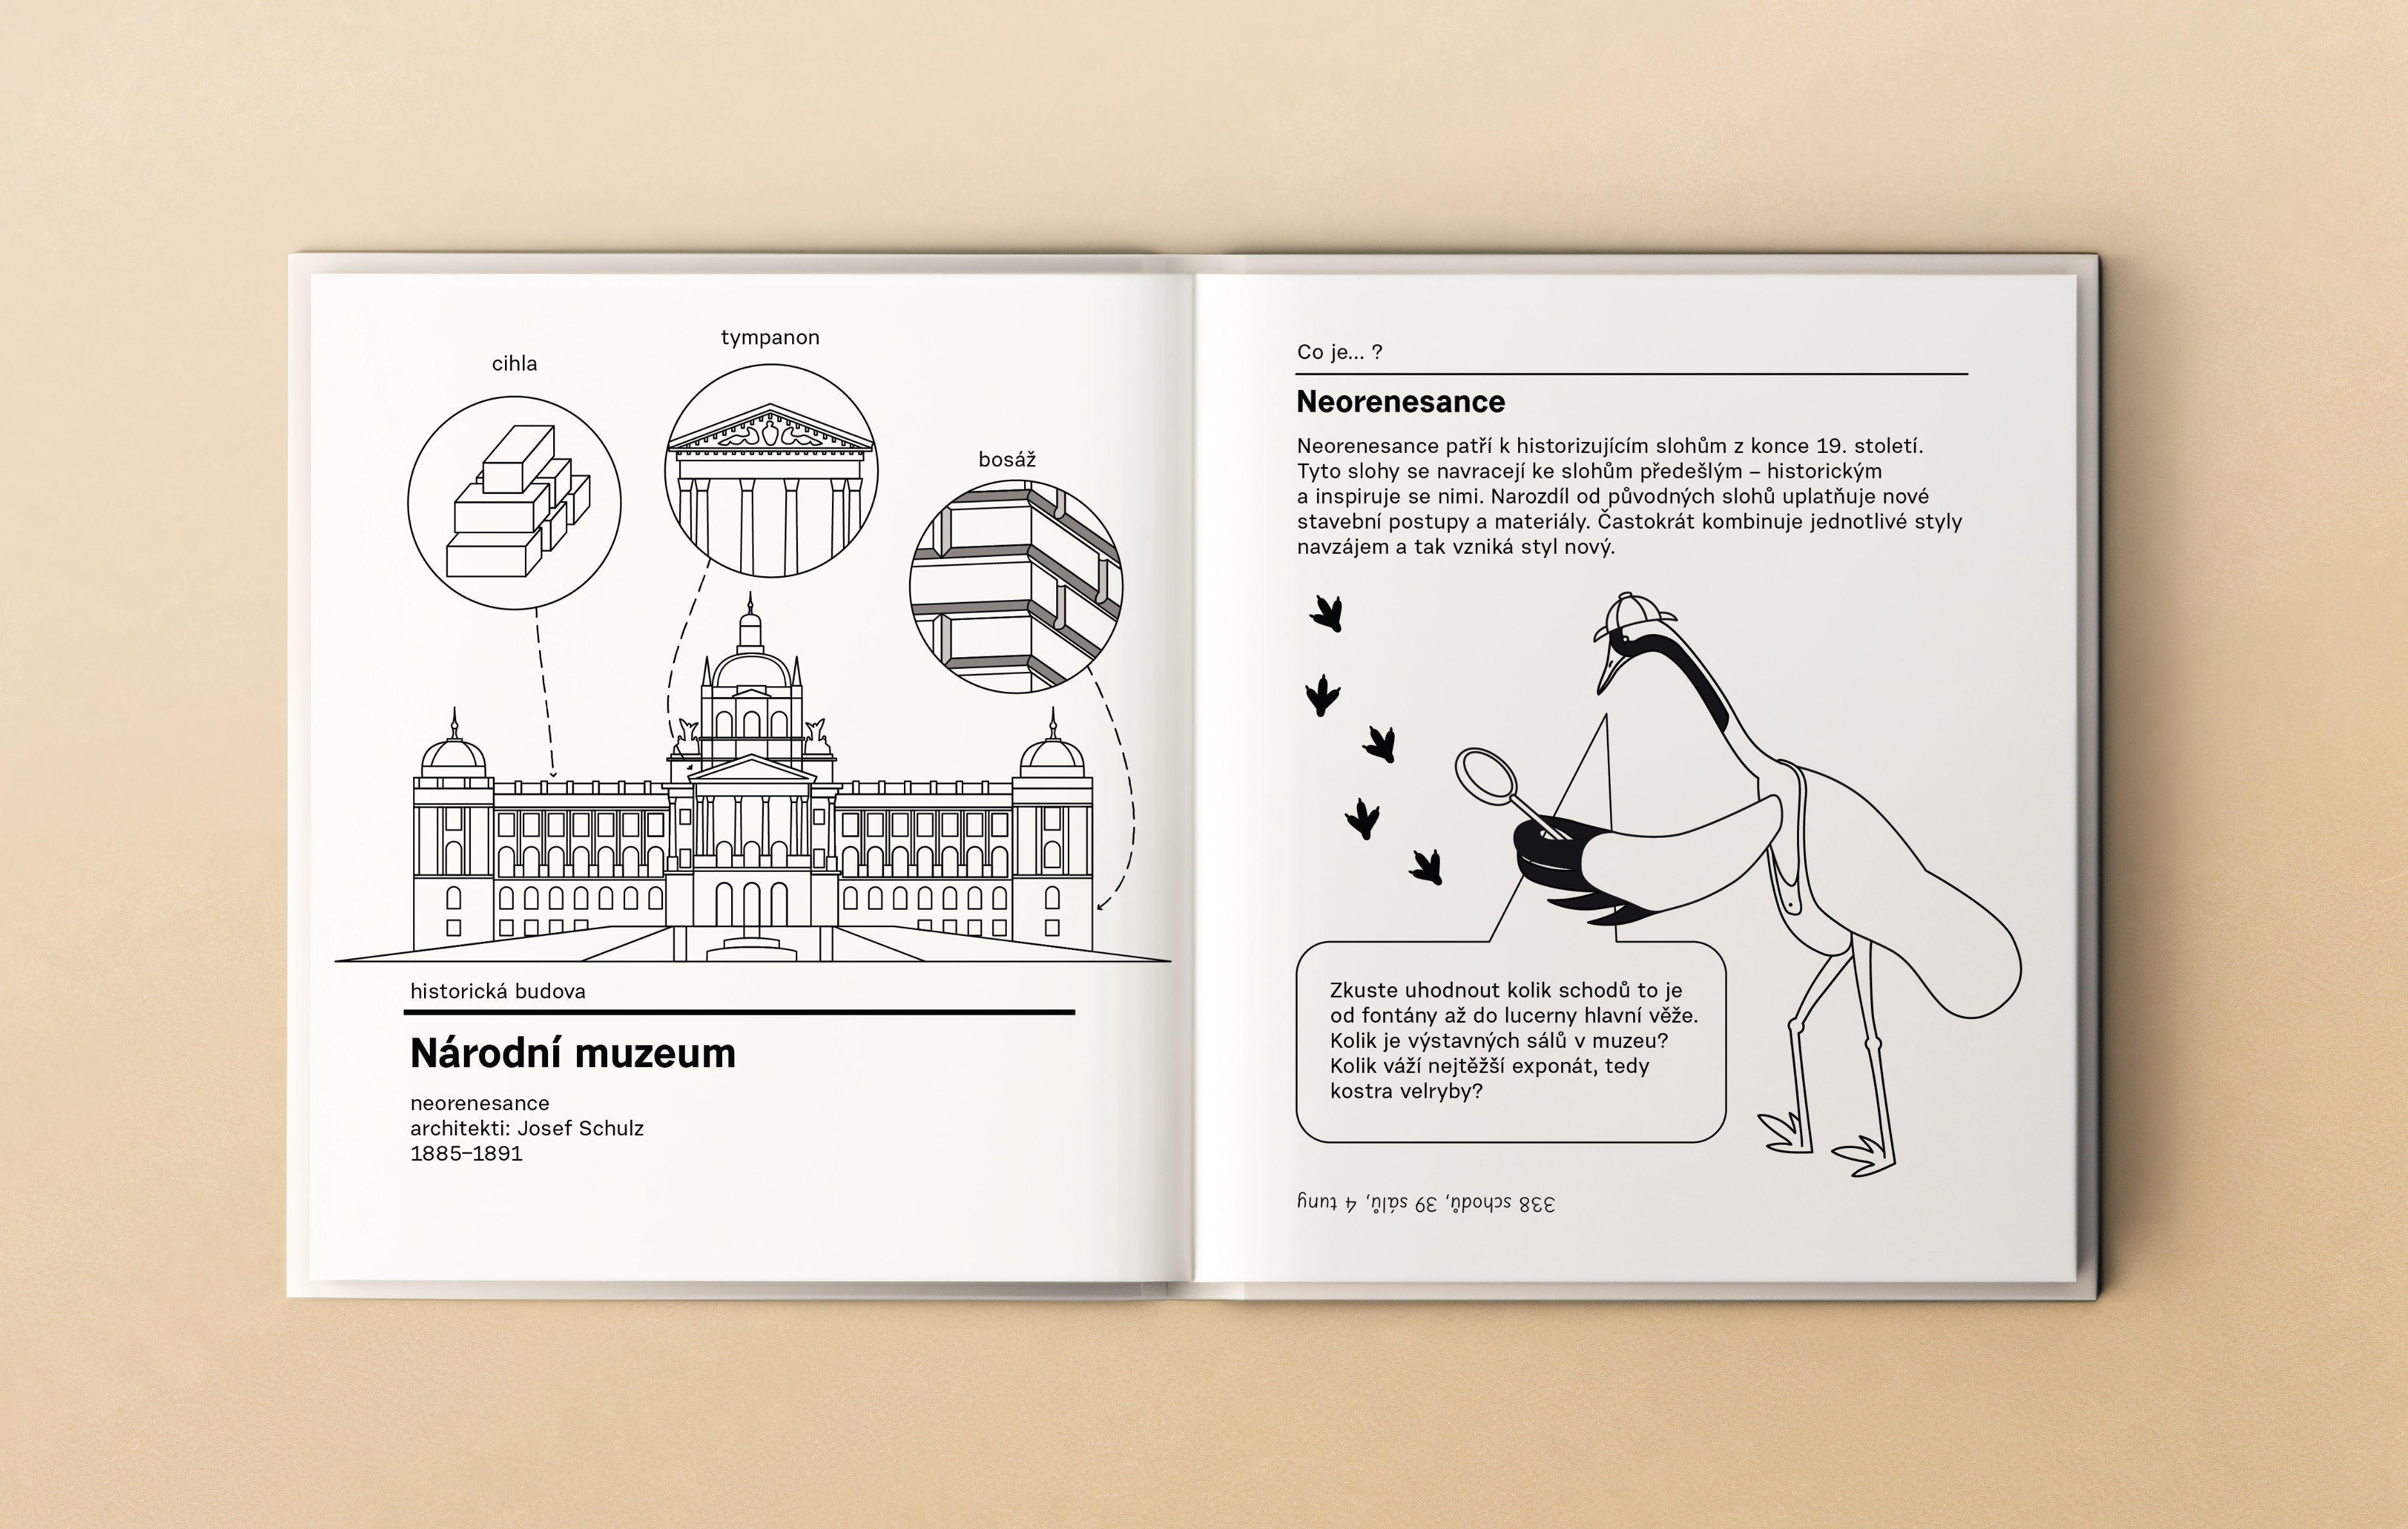 cihla
tympanon
bosáž
historická budova
Národní muzeum
neorenesance
architekti: Josef Schulz
1885–1891
Co je... ?
Neorenesance
Neorenesance patří k historizujícím slohům z konce 19. století.
Tyto slohy se navracejí ke slohům předešlým – historickým
a inspiruje se nimi. Narozdíl od původných slohů uplatňuje nové
stavební postupy a materiály. Častokrát kombinuje jednotlivé styly
navzájem a tak vzniká styl nový.
Zkuste uhodnout kolik schodů to je
od fontány až do lucerny hlavní věže.
Kolik je výstavných sálů v muzeu?
Kolik váží nejtěžší exponát, tedy
kostra velryby?
338 schodů, 39 sálů, 4 tuny